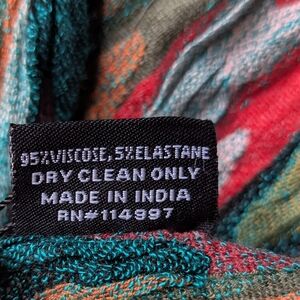 95%VISCOSE, 5%ELASTANE
DRY CLEAN ONLY
MADE IN INDIA
RN#114997